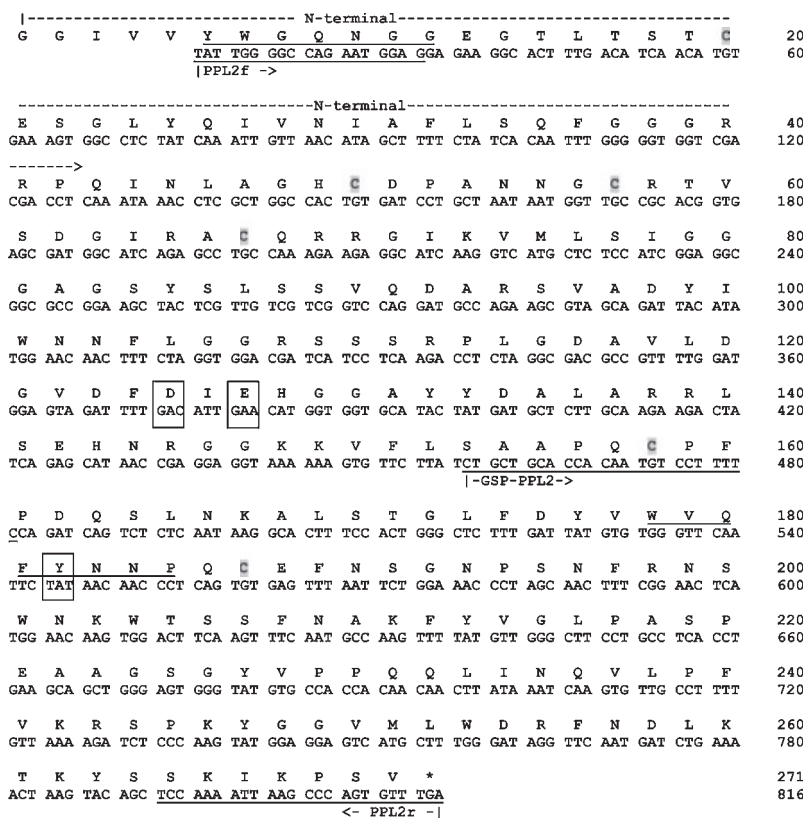 |---------------------- N-terminal-----------------------
G G I V V Y W G Q N G G E G T L T S T C 20
TAT TGG GGC CAG AAT GGA GGA GAA GGC ACT TTG ACA TCA ACA TGT 60
|PPL2f ->
------------------------N-terminal-----------------------
E S G L Y Q I V N I A F L S Q F G G G R 40
GAA AGT GGC CTC TAT CAA ATT GTT AAC ATA GCT TTT CTA TCA CAA TTT GGG GGT GGT CGA 120
------->
R P Q I N L A G H C D P A N N G C R T V 60
CGA CCT CAA ATA AAC CTC GCT GGC CAC TGT GAT CCT GCT AAT AAT GGT TGC CGC ACG GTG 180
S D G I R A C Q R R G I K V M L S I G G 80
AGC GAT GGC ATC AGA GCC TGC CAA AGA AGA GGC ATC AAG GTC ATG CTC TCC ATC GGA GGC 240
G A G S Y S L S S V Q D A R S V A D Y I 100
GGC GCC GGA AGC TAC TCG TTG TCG TCG GTC CAG GAT GCC AGA AGC GTA GCA GAT TAC ATA 300
W N N F L G G R S S S R P L G D A V L D 120
TGG AAC AAC TTT CTA GGT GGA CGA TCA TCC TCA AGA CCT CTA GGC GAC GCC GTT TTG GAT 360
G V D F D I E H G G A Y Y D A L A R R L 140
GGA GTA GAT TTT GAC ATT GAA CAT GGT GGT GCA TAC TAT GAT GCT CTT GCA AGA AGA CTA 420
S E H N R G G K K V F L S A A P Q C P F 160
TCA GAG CAT AAC CGA GGA GGT AAA AAA GTG TTC TTA TCT GCT GCA CCA CAA TGT CCT TTT 480
|-GSP-PPL2->
P D Q S L N K A L S T G L F D Y V W V Q 180
CCA GAT CAG TCT CTC AAT AAG GCA CTT TCC ACT GGG CTC TTT GAT TAT GTG TGG GTT CAA 540
F Y N N P Q C E F N S G N P S N F R N S 200
TTC TAT AAC AAC CCT CAG TGT GAG TTT AAT TCT GGA AAC CCT AGC AAC TTT CGG AAC TCA 600
W N K W T S S F N A K F Y V G L P A S P 220
TGG AAC AAG TGG ACT TCA AGT TTC AAT GCC AAG TTT TAT GTT GGG CTT CCT GCC TCA CCT 660
E A A G S G Y V P P Q Q L I N Q V L P F 240
GAA GCA GCT GGG AGT GGG TAT GTG CCA CCA CAA CAA CTT ATA AAT CAA GTG TTG CCT TTT 720
V K R S P K Y G G V M L W D R F N D L K 260
GTT AAA AGA TCT CCC AAG TAT GGA GGA GTC ATG CTT TGG GAT AGG TTC AAT GAT CTG AAA 780
T K Y S S K I K P S V * 271
ACT AAG TAC AGC TCC AAA ATT AAG CCC AGT GTT TGA 816
<- PPL2r -|